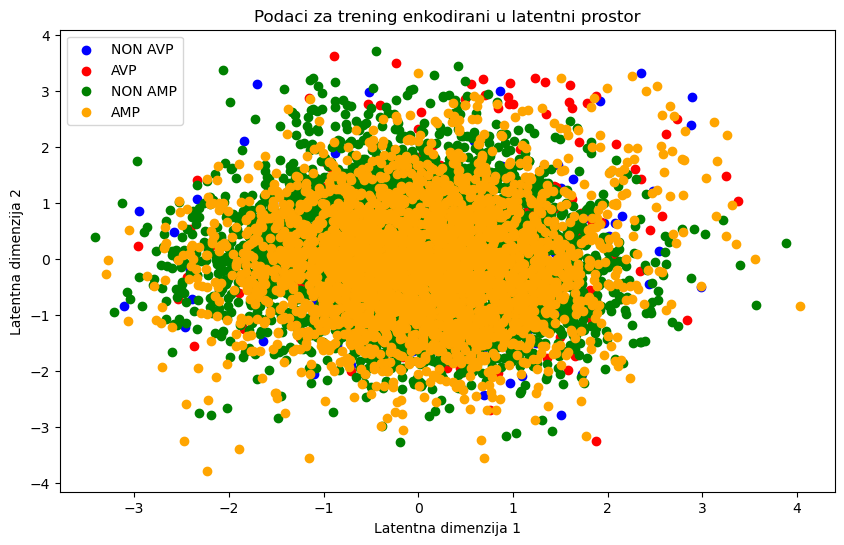 Podaci za trening enkodirani u latentni prostor
NON AVP
AVP
NON AMP
AMP
4
3
2
1
0
−1
−2
−3
−4
Latentna dimenzija 2
−3
−2
−1
0
1
2
3
4
Latentna dimenzija 1